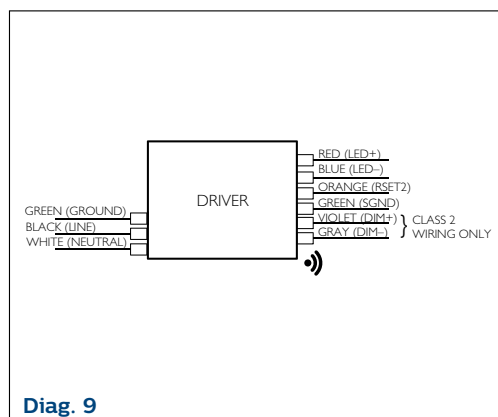 RED (LED+)
BLUE (LED–)
ORANGE (RSET2)
GREEN (SGND)
VIOLET (DIM+)
GRAY (DIM–)
CLASS 2
WIRING ONLY
DRIVER
GREEN (GROUND)
BLACK (LINE)
WHITE (NEUTRAL)
Diag. 9